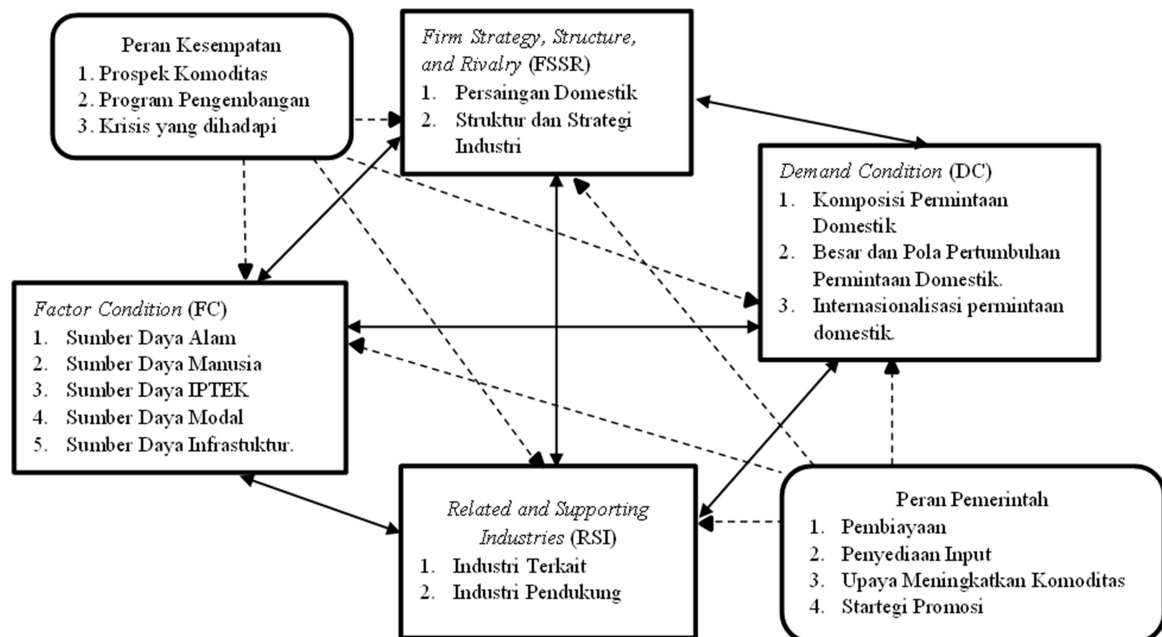 Peran Kesempatan
1. Prospek Komoditas
2. Program Pengembangan
3. Krisis yang dihadapi
Firm Strategy, Structure,
and Rivalry (FSSR)
1. Persaingan Domestik
2. Struktur dan Strategi
Industri
Demand Condition (DC)
1. Komposisi Permintaan
Domestik
2. Besar dan Pola Pertumbuhan
Permintaan Domestik.
3. Internasionalisasi permintaan
domestik.
Factor Condition (FC)
1. Sumber Daya Alam
2. Sumber Daya Manusia
3. Sumber Daya IPTEK
4. Sumber Daya Modal
5. Sumber Daya Infrastuktur.
Related and Supporting
Industries (RSI)
1. Industri Terkait
2. Industri Pendukung
Peran Pemerintah
1. Pembiayaan
2. Penyediaan Input
3. Upaya Meningkatkan Komoditas
4. Startegi Promosi